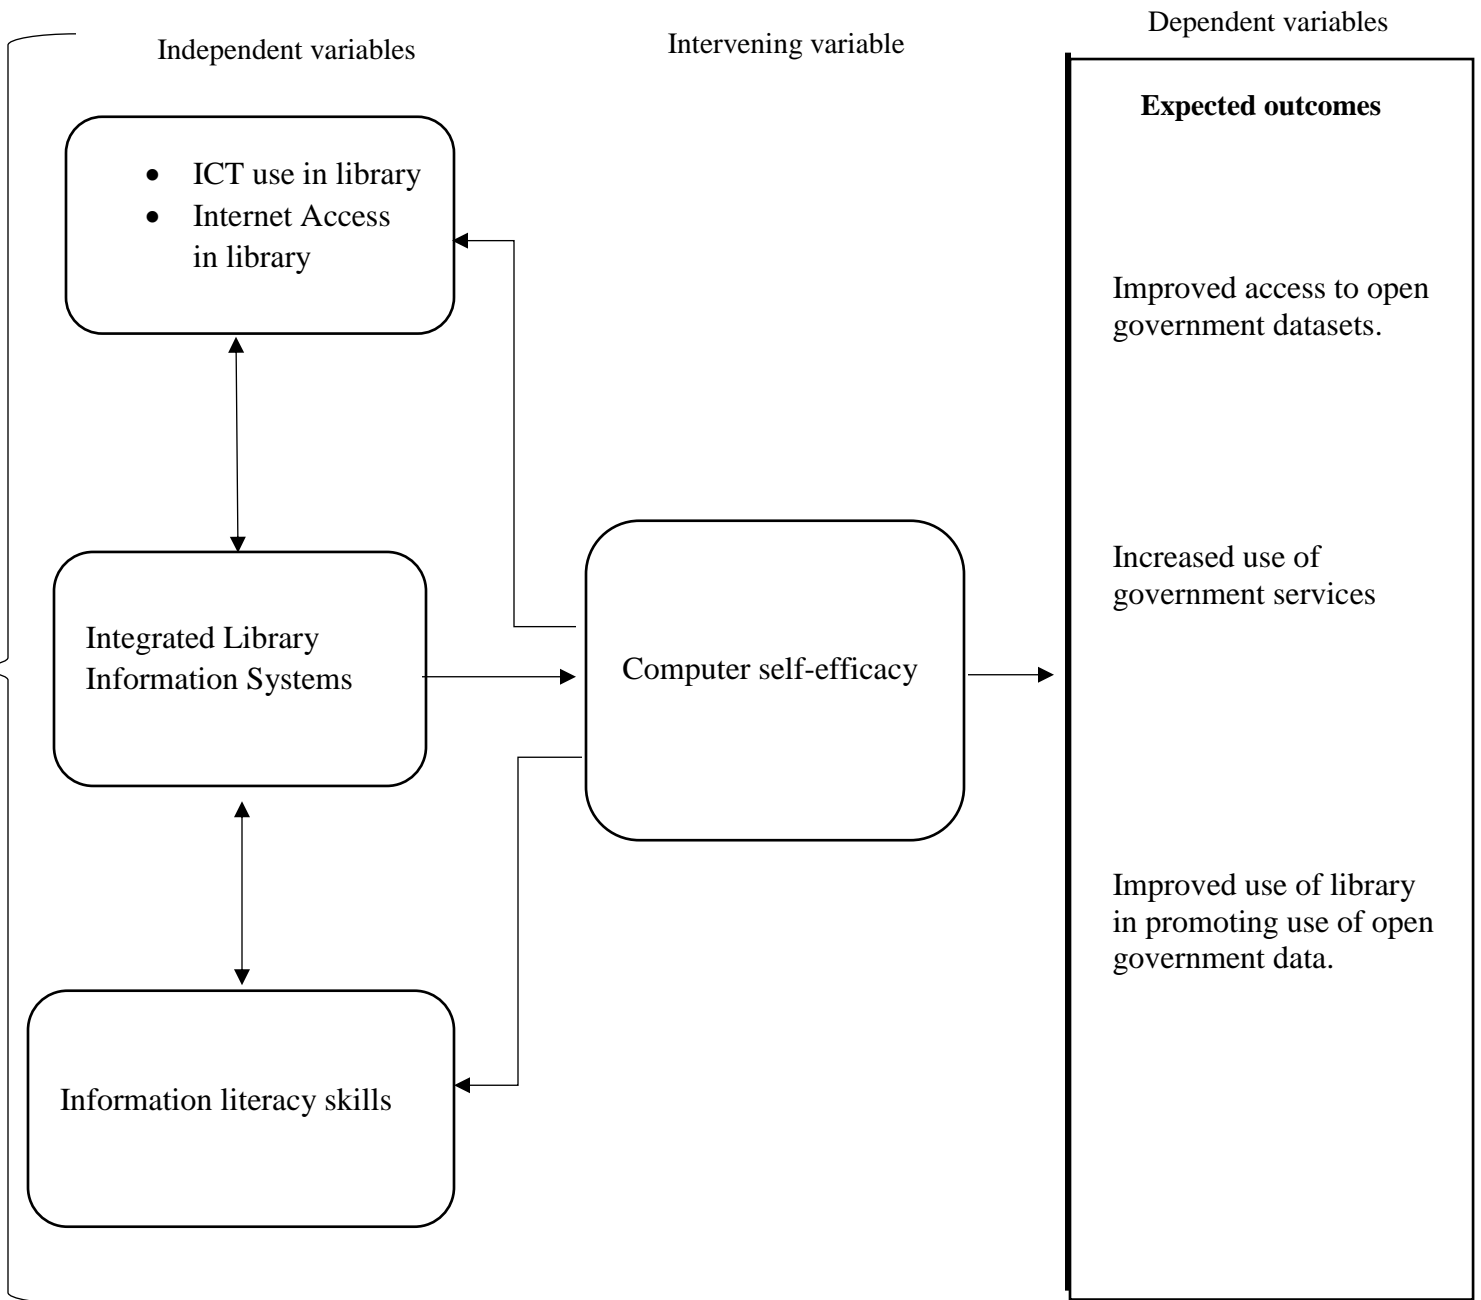 Independent variables
Intervening variable
Dependent variables
• ICT use in library
• Internet Access
in library
Integrated Library
Information Systems
Information literacy skills
Computer self-efficacy
Expected outcomes
Improved access to open
government datasets.
Increased use of
government services
Improved use of library
in promoting use of open
government data.